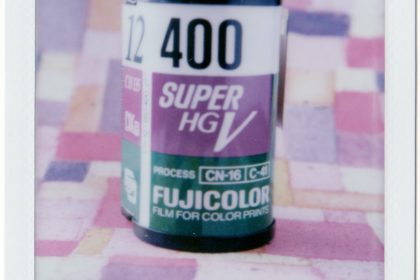 12
400
SUPER
HG V
PROCESS CN-16 C-41
FUJICOLOR
FILM FOR COLOR PRINTS